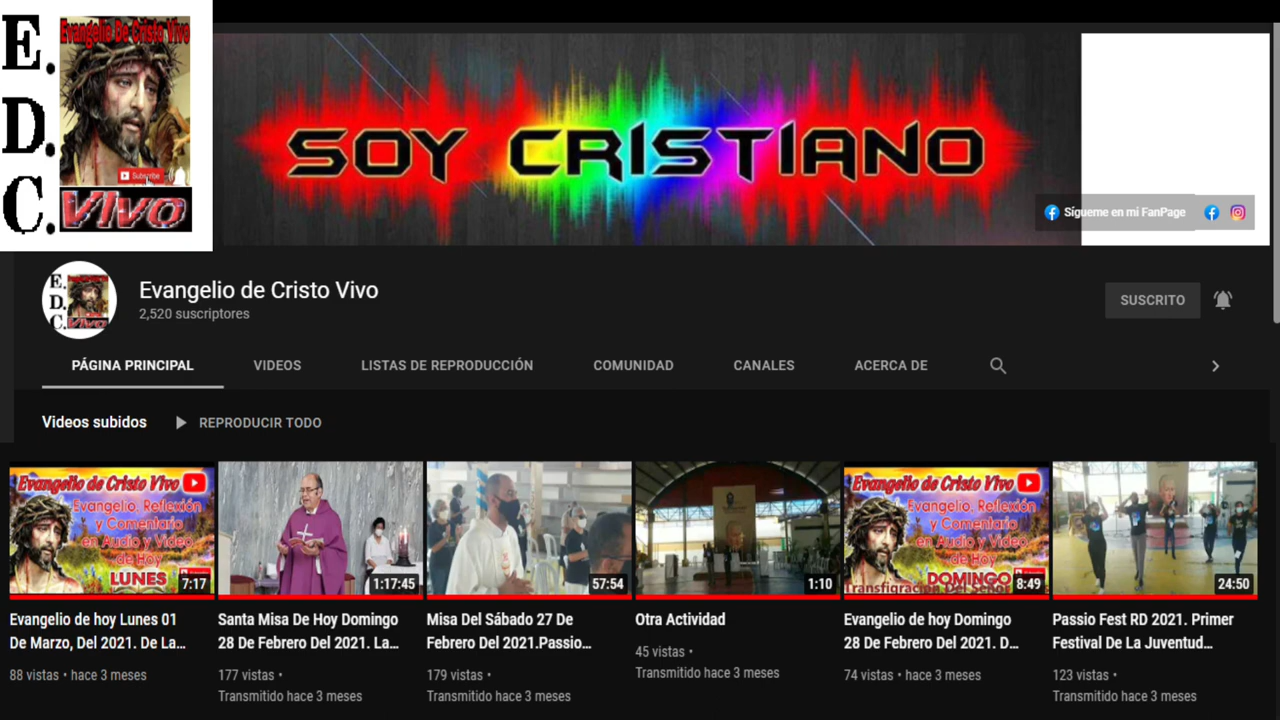 E.
D.
C.
Evangelio De Cristo Vivo
Subscribe
Vivo
SOY CRISTIANO
Sígueme en mi FanPage
E.
D.
C.
Vivo
Evangelio de Cristo Vivo
2,520 suscriptores
SUSCRITO
PÁGINA PRINCIPAL
VIDEOS
LISTAS DE REPRODUCCIÓN
COMUNIDAD
CANALES
ACERCA DE
Videos subidos
REPRODUCIR TODO
Evangelio de Cristo Vivo
Evangelio, Reflexión
y Comentario
en Audio y Video
de Hoy
LUNES
7:17
Evangelio de hoy Lunes 01
De Marzo, Del 2021. De La...
88 vistas • hace 3 meses
1:17:45
Santa Misa De Hoy Domingo
28 De Febrero Del 2021. La...
177 vistas •
Transmitido hace 3 meses
57:54
Misa Del Sábado 27 De
Febrero Del 2021.Passio...
179 vistas •
Transmitido hace 3 meses
1:10
Otra Actividad
45 vistas •
Transmitido hace 3 meses
Evangelio de Cristo Vivo
Evangelio, Reflexión
y Comentario
en Audio y Video
de Hoy
DOMINGO
Transfigración Del Señor
8:49
Evangelio de hoy Domingo
28 De Febrero Del 2021. D...
74 vistas • hace 3 meses
24:50
Passio Fest RD 2021. Primer
Festival De La Juventud...
123 vistas •
Transmitido hace 3 meses